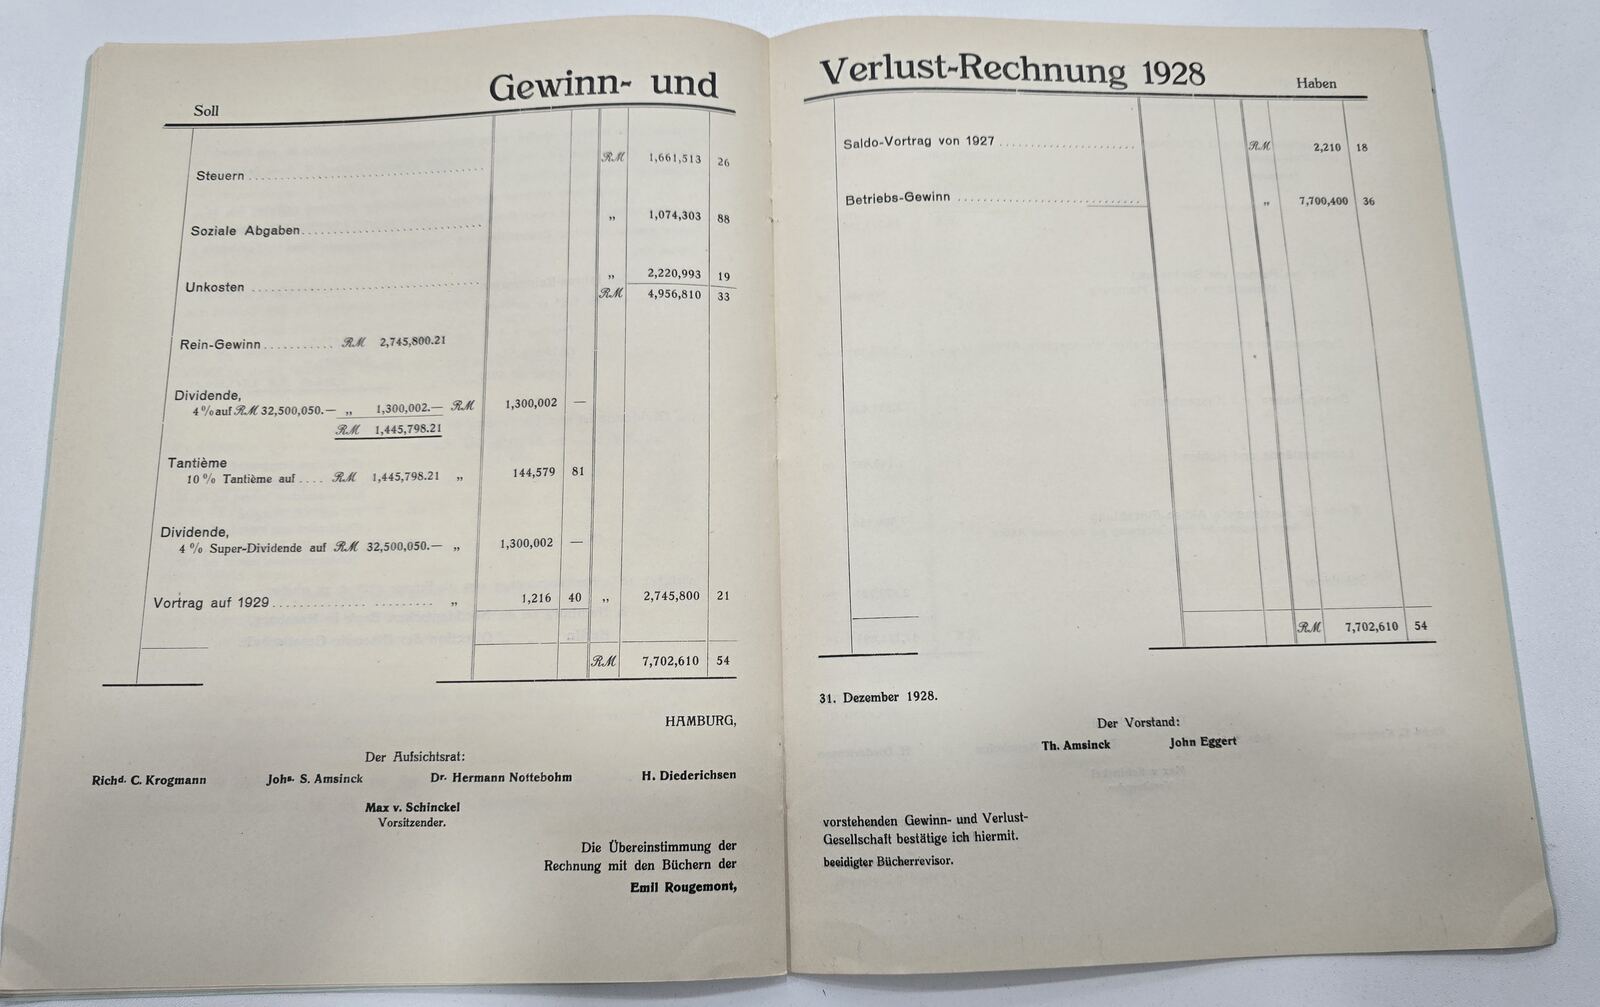 Gewinn- und Verlust-Rechnung 1928
Soll
Steuern RM 1,661,513 26
Soziale Abgaben „ 1,074,303 88
Unkosten „ 2,220,993 19
RM 4,956,810 33
Rein-Gewinn RM 2,745,800.21
Dividende,
4 % auf RM 32,500,050.— „ 1,300,002.— RM 1,300,002 —
RM 1,445,798.21
Tantième
10 % Tantième auf .... RM 1,445,798.21 „ 144,579 81
Dividende,
4 % Super-Dividende auf RM 32,500,050.— „ 1,300,002 —
Vortrag auf 1929 „ 1,216 40 „ 2,745,800 21
RM 7,702,610 54
Haben
Saldo-Vortrag von 1927 RM 2,210 18
Betriebs-Gewinn „ 7,700,400 36
RM 7,702,610 54
HAMBURG, 31. Dezember 1928.
Der Aufsichtsrat:
Richd. C. Krogmann Johs. S. Amsinck Dr. Hermann Nottebohm H. Diederichsen
Max v. Schinckel
Vorsitzender.
Der Vorstand:
Th. Amsinck John Eggert
Die Übereinstimmung der vorstehenden Gewinn- und Verlust-
Rechnung mit den Büchern der Gesellschaft bestätige ich hiermit.
Emil Rougemont, beeidigter Bücherrevisor.